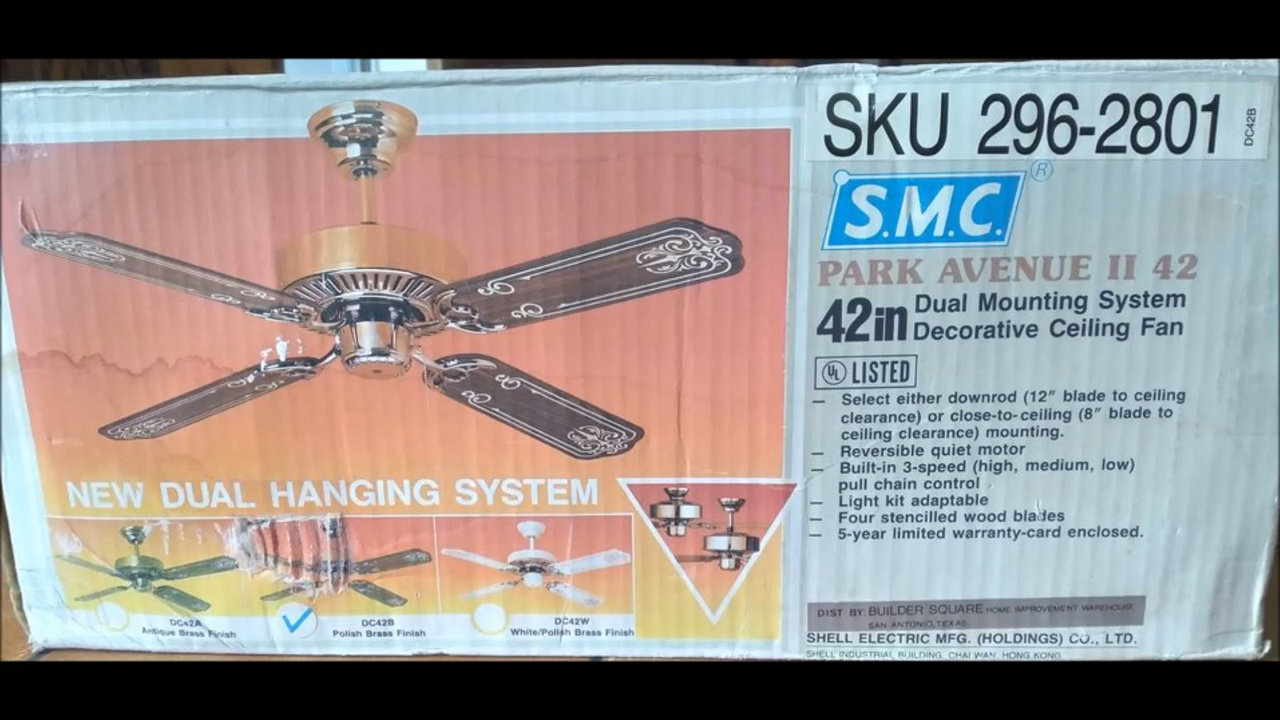 SKU 296-2801
DC42B
S.M.C.®
PARK AVENUE II 42
42in Dual Mounting System
Decorative Ceiling Fan
UL LISTED
— Select either downrod (12" blade to ceiling
clearance) or close-to-ceiling (8" blade to
ceiling clearance) mounting.
— Reversible quiet motor
— Built-in 3-speed (high, medium, low)
pull chain control
— Light kit adaptable
— Four stencilled wood blades
— 5-year limited warranty-card enclosed.
NEW DUAL HANGING SYSTEM
DC42A
Antique Brass Finish
DC42B
Polish Brass Finish
DC42W
White/Polish Brass Finish
DIST BY: BUILDER SQUARE HOME IMPROVEMENT WAREHOUSE
SAN ANTONIO, TEXAS.
SHELL ELECTRIC MFG. (HOLDINGS) CO., LTD.
SHELL INDUSTRIAL BUILDING, CHAI WAN, HONG KONG